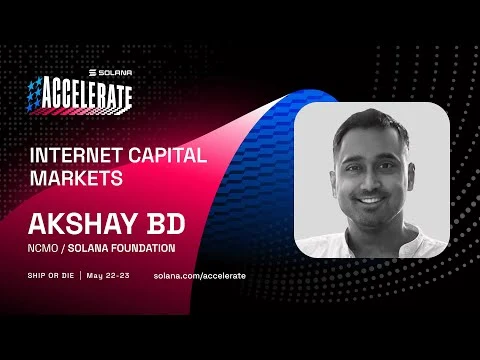 SOLANA
ACCELERATE
INTERNET CAPITAL
MARKETS
AKSHAY BD
NCMO / SOLANA FOUNDATION
SHIP OR DIE | May 22-23 solana.com/accelerate